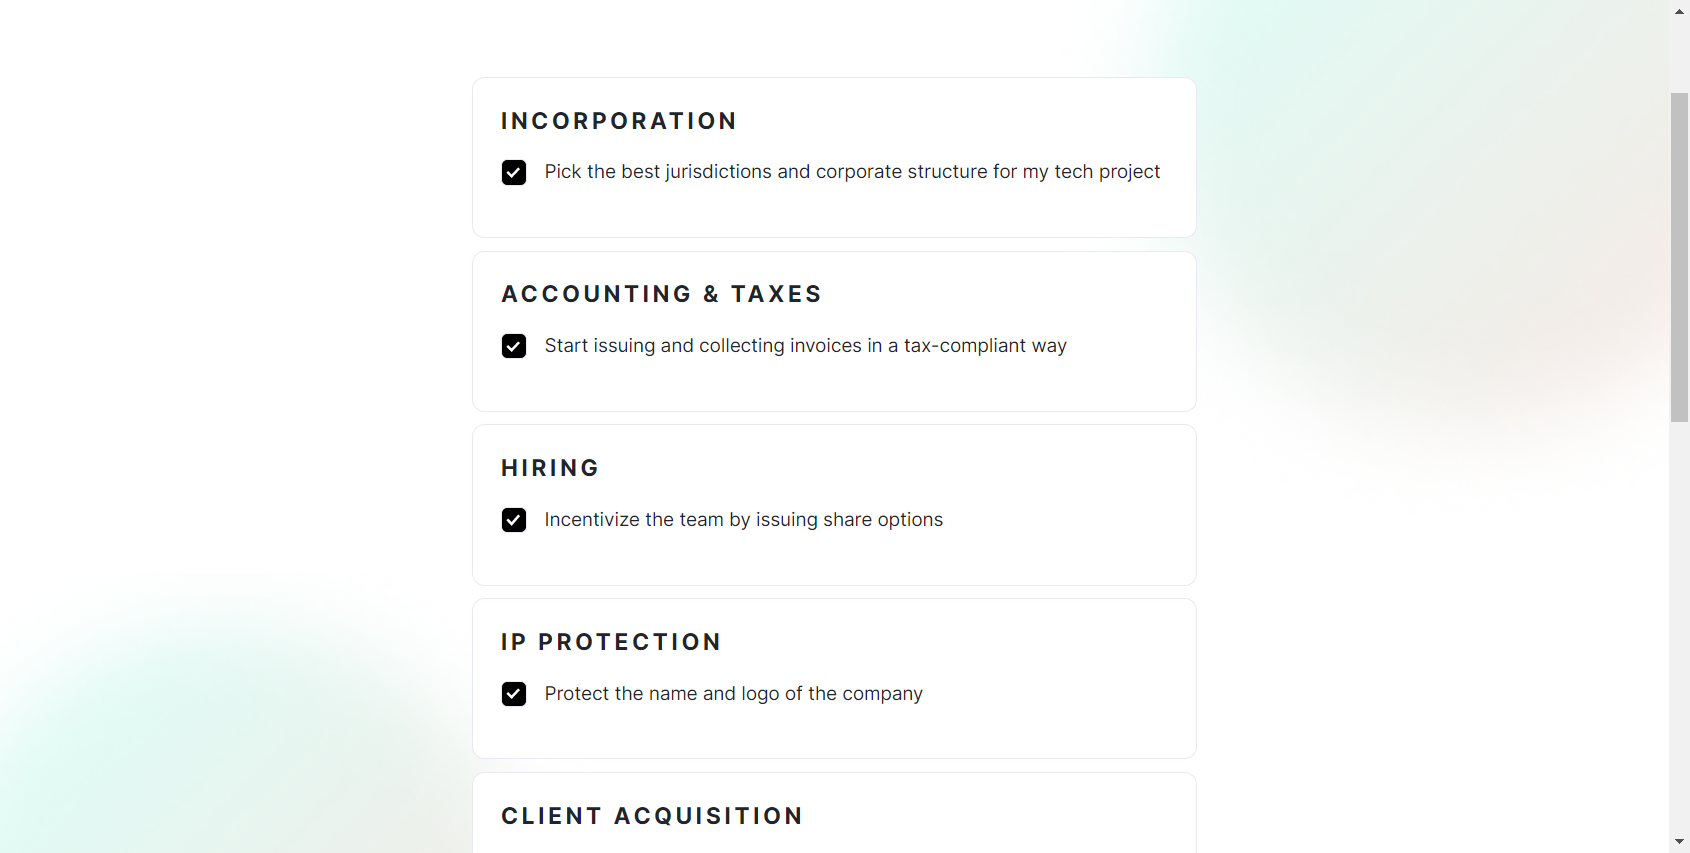 INCORPORATION
Pick the best jurisdictions and corporate structure for my tech project
ACCOUNTING & TAXES
Start issuing and collecting invoices in a tax-compliant way
HIRING
Incentivize the team by issuing share options
IP PROTECTION
Protect the name and logo of the company
CLIENT ACQUISITION